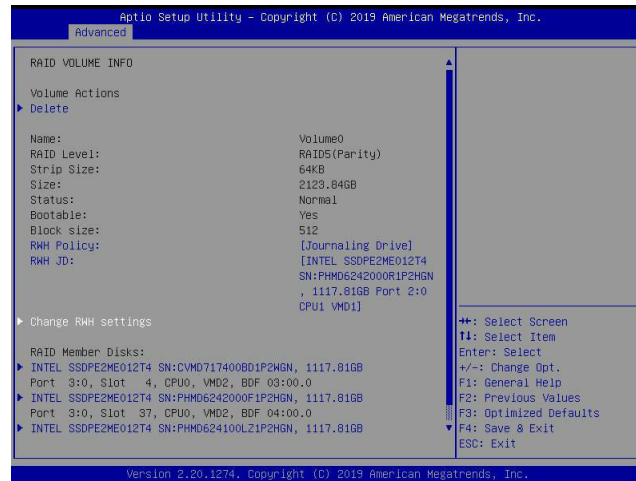 Aptio Setup Utility – Copyright (C) 2019 American Megatrends, Inc.
Advanced
RAID VOLUME INFO
Volume Actions
Delete
Name: Volume0
RAID Level: RAID5(Parity)
Strip Size: 64KB
Size: 2123.84GB
Status: Normal
Bootable: Yes
Block size: 512
RWH Policy: [Journaling Drive]
RWH JD: [INTEL SSDPE2ME012T4
SN:PHMD6242000R1P2HGN
, 1117.81GB Port 2:0
CPU1 VMD1]
Change RWH settings
RAID Member Disks:
INTEL SSDPE2ME012T4 SN:CVMD717400BD1P2WGN, 1117.81GB
Port 3:0, Slot 4, CPU0, VMD2, BDF 03:00.0
INTEL SSDPE2ME012T4 SN:PHMD6242000F1P2HGN, 1117.81GB
Port 3:0, Slot 37, CPU0, VMD2, BDF 04:00.0
INTEL SSDPE2ME012T4 SN:PHMD624100LZ1P2HGN, 1117.81GB
→←: Select Screen
↑↓: Select Item
Enter: Select
+/-: Change Opt.
F1: General Help
F2: Previous Values
F3: Optimized Defaults
F4: Save & Exit
ESC: Exit
Version 2.20.1274. Copyright (C) 2019 American Megatrends, Inc.